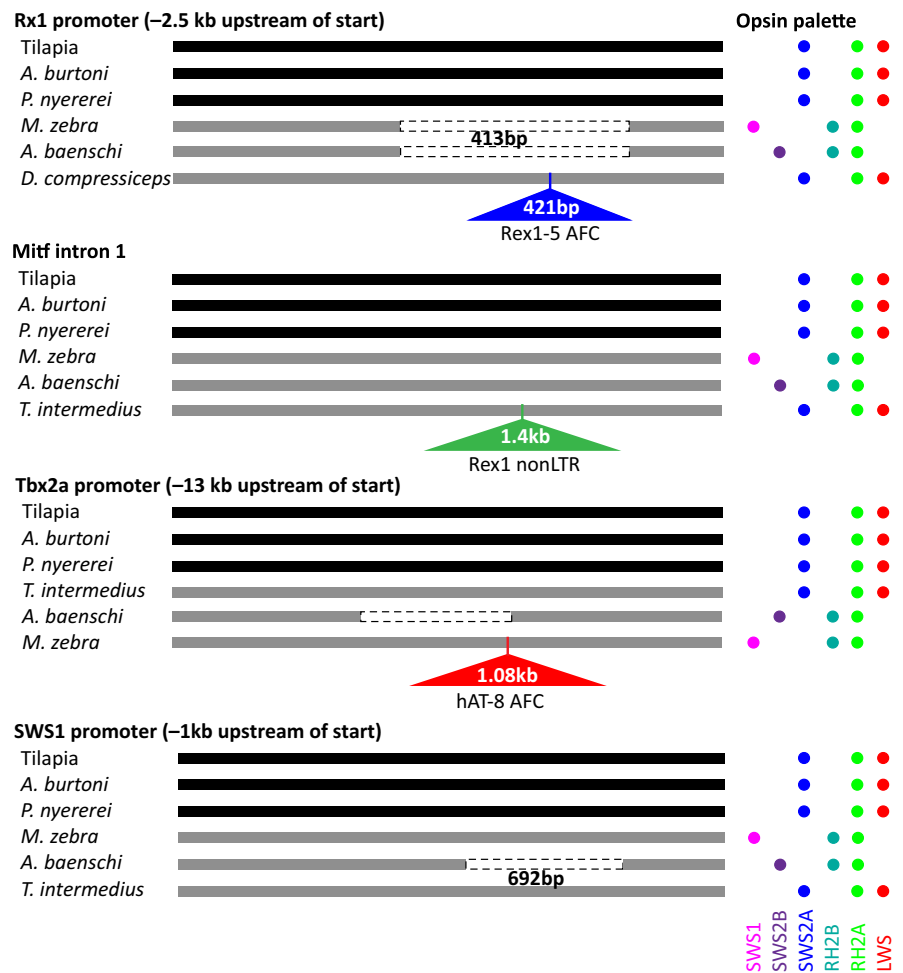 Rx1 promoter (–2.5 kb upstream of start) Opsin palette
Tilapia
A. burtoni
P. nyererei
M. zebra
413bp
A. baenschi
D. compressiceps
421bp
Rex1-5 AFC
Mitf intron 1
Tilapia
A. burtoni
P. nyererei
M. zebra
A. baenschi
T. intermedius
1.4kb
Rex1 nonLTR
Tbx2a promoter (–13 kb upstream of start)
Tilapia
A. burtoni
P. nyererei
T. intermedius
A. baenschi
M. zebra
1.08kb
hAT-8 AFC
SWS1 promoter (–1kb upstream of start)
Tilapia
A. burtoni
P. nyererei
M. zebra
A. baenschi
692bp
T. intermedius
SWS1
SWS2B
SWS2A
RH2B
RH2A
LWS